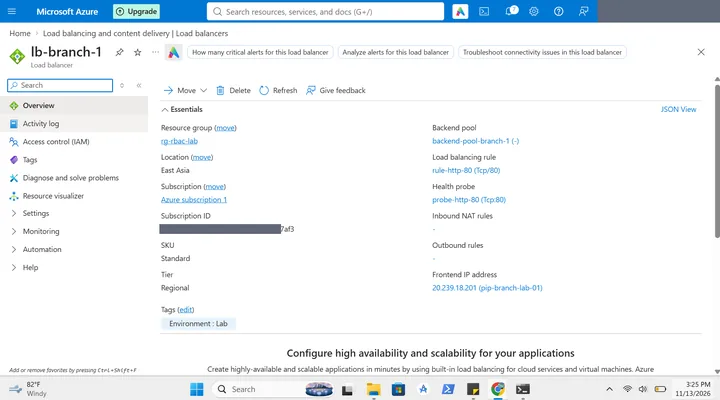 Microsoft Azure
Upgrade
Search resources, services, and docs (G+/)
7
Home > Load balancing and content delivery | Load balancers
lb-branch-1
Load balancer
How many critical alerts for this load balancer
Analyze alerts for this load balancer
Troubleshoot connectivity issues in this load balancer
Search
Overview
Activity log
Access control (IAM)
Tags
Diagnose and solve problems
Resource visualizer
Settings
Monitoring
Automation
Help
Add or remove favorites by pressing Ctrl+Shift+F
Move
Delete
Refresh
Give feedback
Essentials
JSON View
Resource group (move)
rg-rbac-lab
Location (move)
East Asia
Subscription (move)
Azure subscription 1
Subscription ID
7af3
SKU
Standard
Tier
Regional
Tags (edit)
Environment : Lab
Backend pool
backend-pool-branch-1 (-)
Load balancing rule
rule-http-80 (Tcp/80)
Health probe
probe-http-80 (Tcp:80)
Inbound NAT rules
-
Outbound rules
-
Frontend IP address
20.239.18.201 (pip-branch-lab-01)
Configure high availability and scalability for your applications
Create highly-available and scalable applications in minutes by using built-in load balancing for cloud services and virtual machines. Azure
82°F
Windy
Search
3:25 PM
11/13/2026